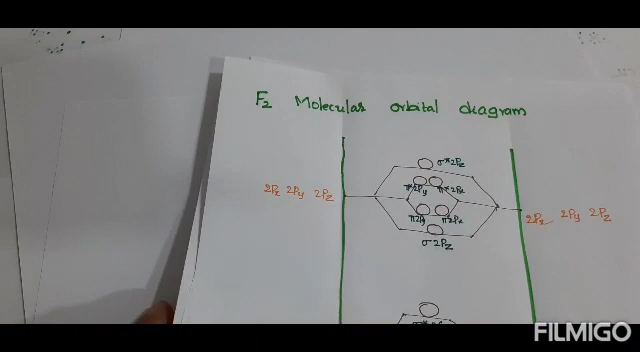 F2 Molecular orbital diagram
σ*2Pz
π*2Py π*2Px
2Px 2Py 2Pz
π2Py π2Px
2Px 2Py 2Pz
σ2Pz
FILMIGO